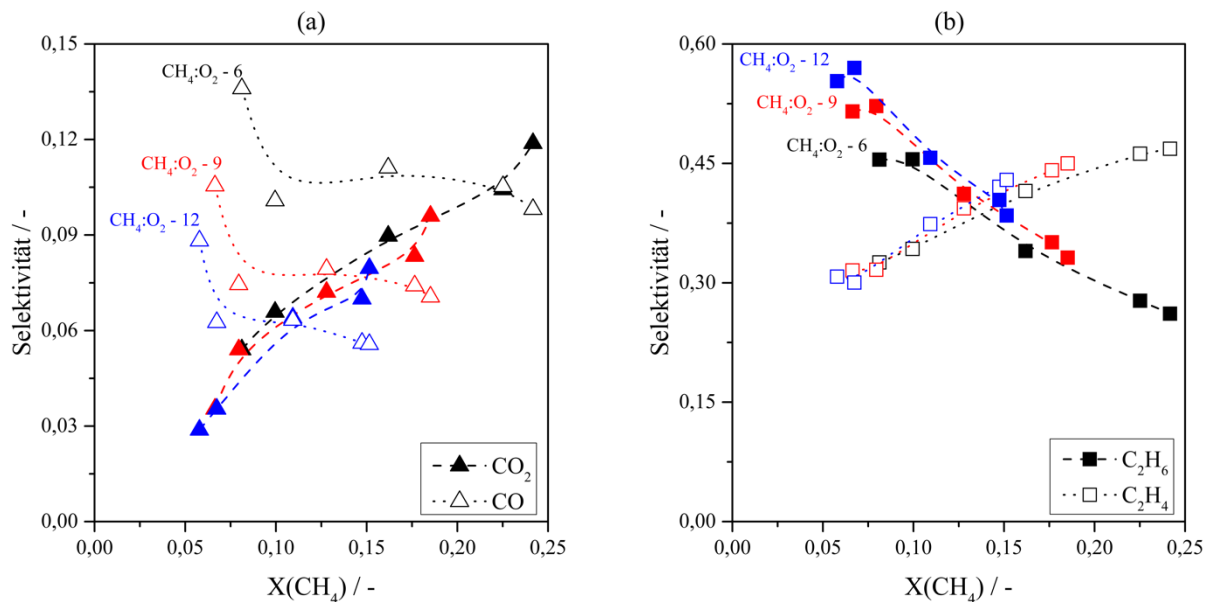 (a)
0,15
0,12
0,09
0,06
0,03
0,00
Selektivität / -
CH₄:O₂ - 6
CH₄:O₂ - 9
CH₄:O₂ - 12
CO₂
CO
0,00 0,05 0,10 0,15 0,20 0,25
X(CH₄) / -
(b)
0,60
0,45
0,30
0,15
0,00
Selektivität / -
CH₄:O₂ - 12
CH₄:O₂ - 9
CH₄:O₂ - 6
C₂H₆
C₂H₄
0,00 0,05 0,10 0,15 0,20 0,25
X(CH₄) / -